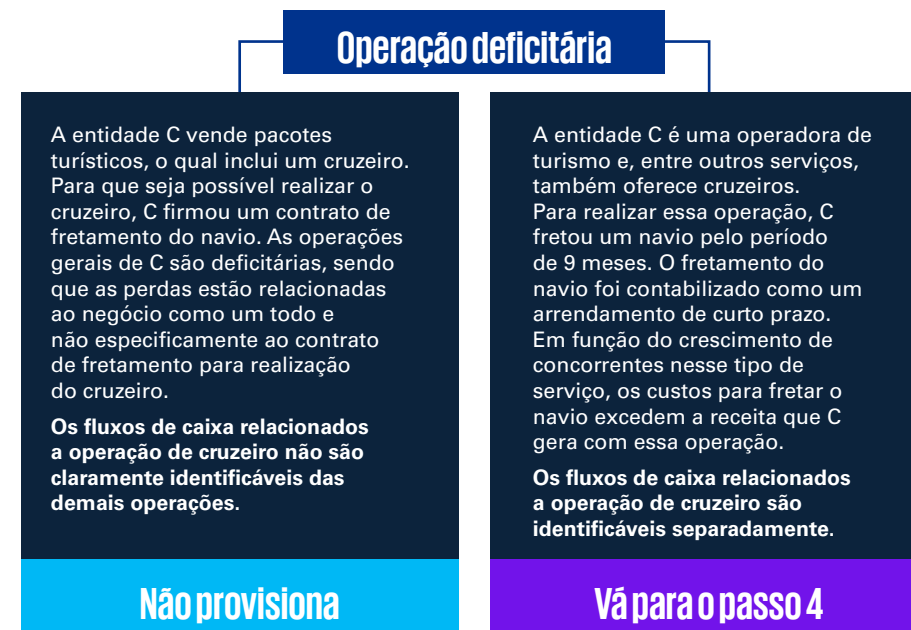 Operação deficitária
A entidade C vende pacotes
turísticos, o qual inclui um cruzeiro.
Para que seja possível realizar o
cruzeiro, C firmou um contrato de
fretamento do navio. As operações
gerais de C são deficitárias, sendo
que as perdas estão relacionadas
ao negócio como um todo e
não especificamente ao contrato
de fretamento para realização
do cruzeiro.
Os fluxos de caixa relacionados
a operação de cruzeiro não são
claramente identificáveis das
demais operações.
Não provisiona
A entidade C é uma operadora de
turismo e, entre outros serviços,
também oferece cruzeiros.
Para realizar essa operação, C
fretou um navio pelo período
de 9 meses. O fretamento do
navio foi contabilizado como um
arrendamento de curto prazo.
Em função do crescimento de
concorrentes nesse tipo de
serviço, os custos para fretar o
navio excedem a receita que C
gera com essa operação.
Os fluxos de caixa relacionados
a operação de cruzeiro são
identificáveis separadamente.
Vá para o passo 4